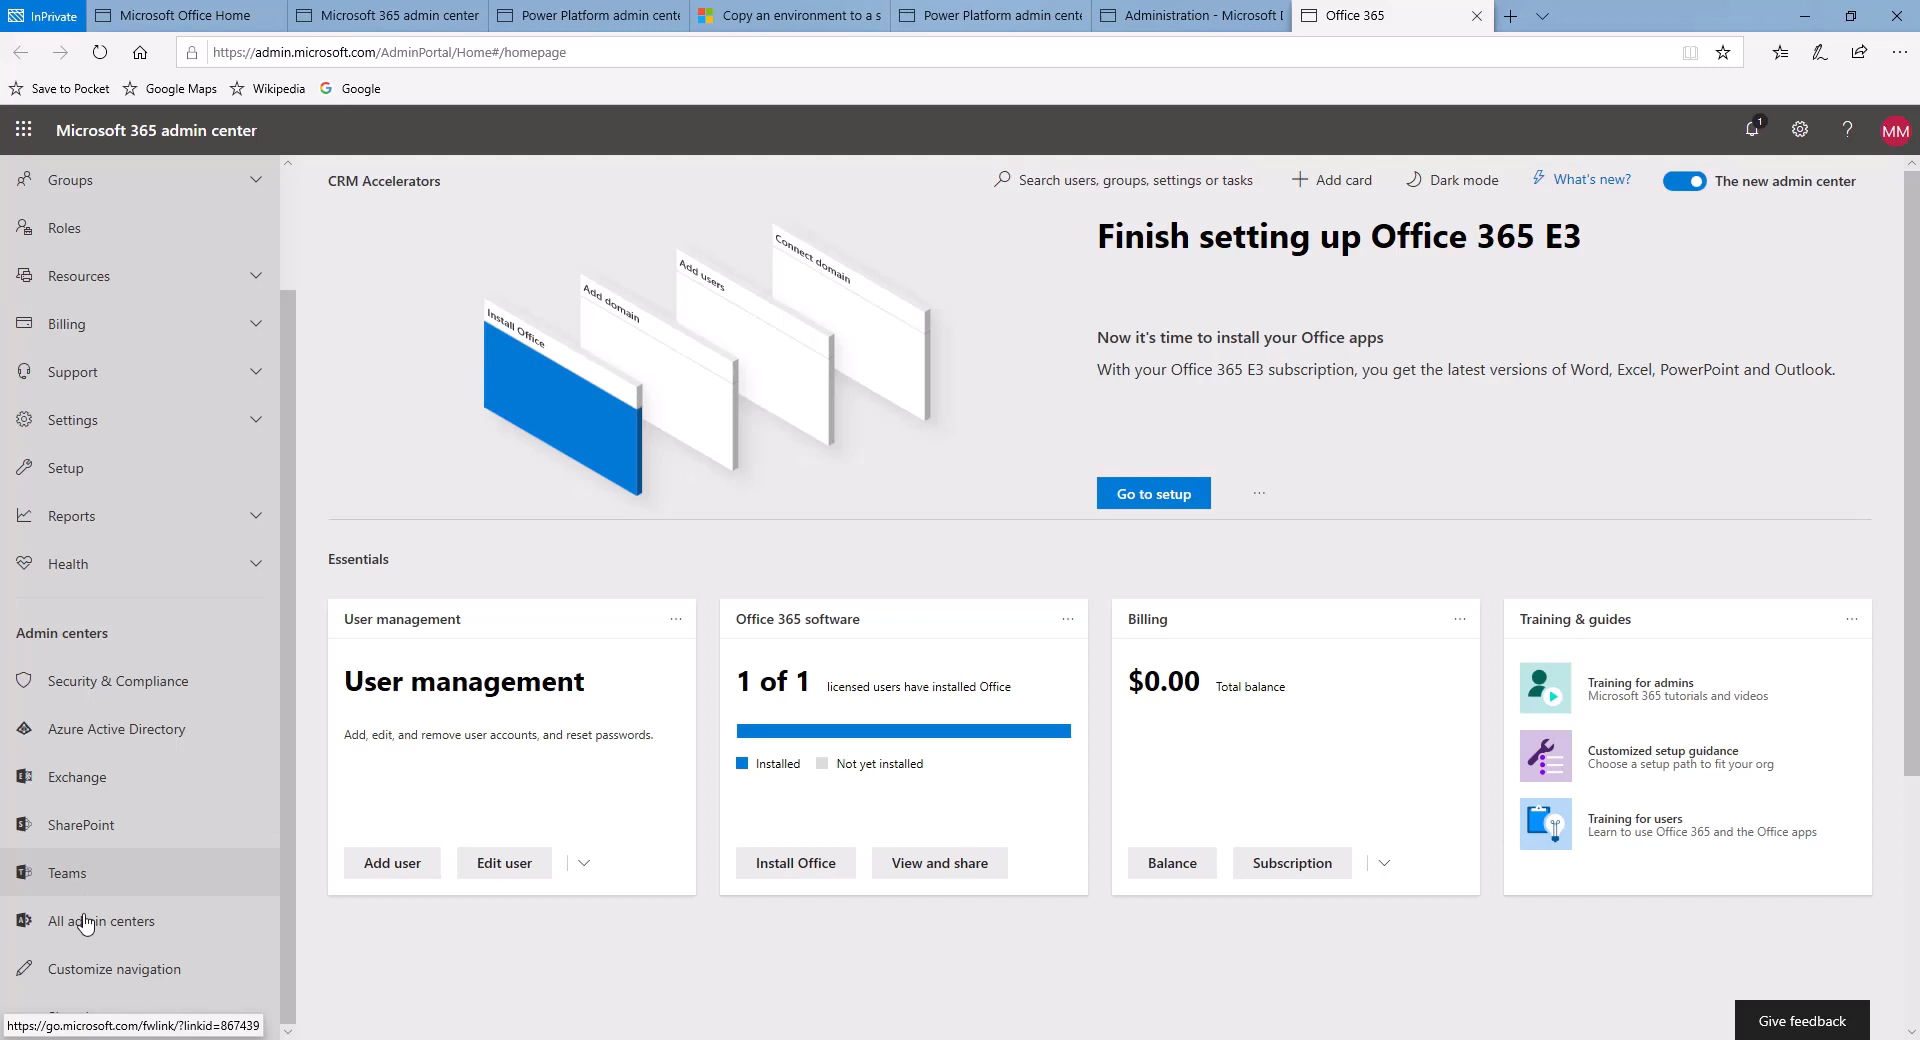 InPrivate
Microsoft Office Home
Microsoft 365 admin center
Power Platform admin cente
Copy an environment to a s
Power Platform admin cente
Administration - Microsoft D
Office 365
https://admin.microsoft.com/AdminPortal/Home#/homepage
Save to Pocket
Google Maps
Wikipedia
Google
Microsoft 365 admin center
1
MM
Groups
Roles
Resources
Billing
Support
Settings
Setup
Reports
Health
Admin centers
Security & Compliance
Azure Active Directory
Exchange
SharePoint
Teams
All admin centers
Customize navigation
https://go.microsoft.com/fwlink/?linkid=867439
CRM Accelerators
Search users, groups, settings or tasks
Add card
Dark mode
What's new?
The new admin center
Install Office
Add domain
Add users
Connect domain
Finish setting up Office 365 E3
Now it's time to install your Office apps
With your Office 365 E3 subscription, you get the latest versions of Word, Excel, PowerPoint and Outlook.
Go to setup
Essentials
User management
User management
Add, edit, and remove user accounts, and reset passwords.
Add user
Edit user
Office 365 software
1 of 1 licensed users have installed Office
Installed
Not yet installed
Install Office
View and share
Billing
$0.00 Total balance
Balance
Subscription
Training & guides
Training for admins
Microsoft 365 tutorials and videos
Customized setup guidance
Choose a setup path to fit your org
Training for users
Learn to use Office 365 and the Office apps
Give feedback